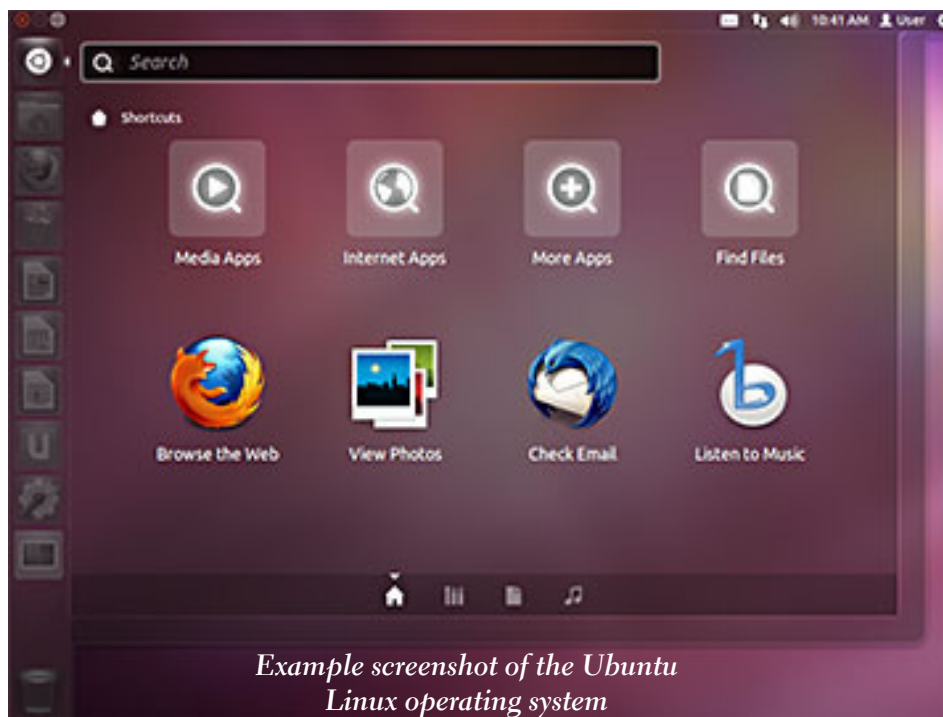 10:41 AM User
Search
Shortcuts
Media Apps Internet Apps More Apps Find Files
Browse the Web View Photos Check Email Listen to Music
Example screenshot of the Ubuntu
Linux operating system